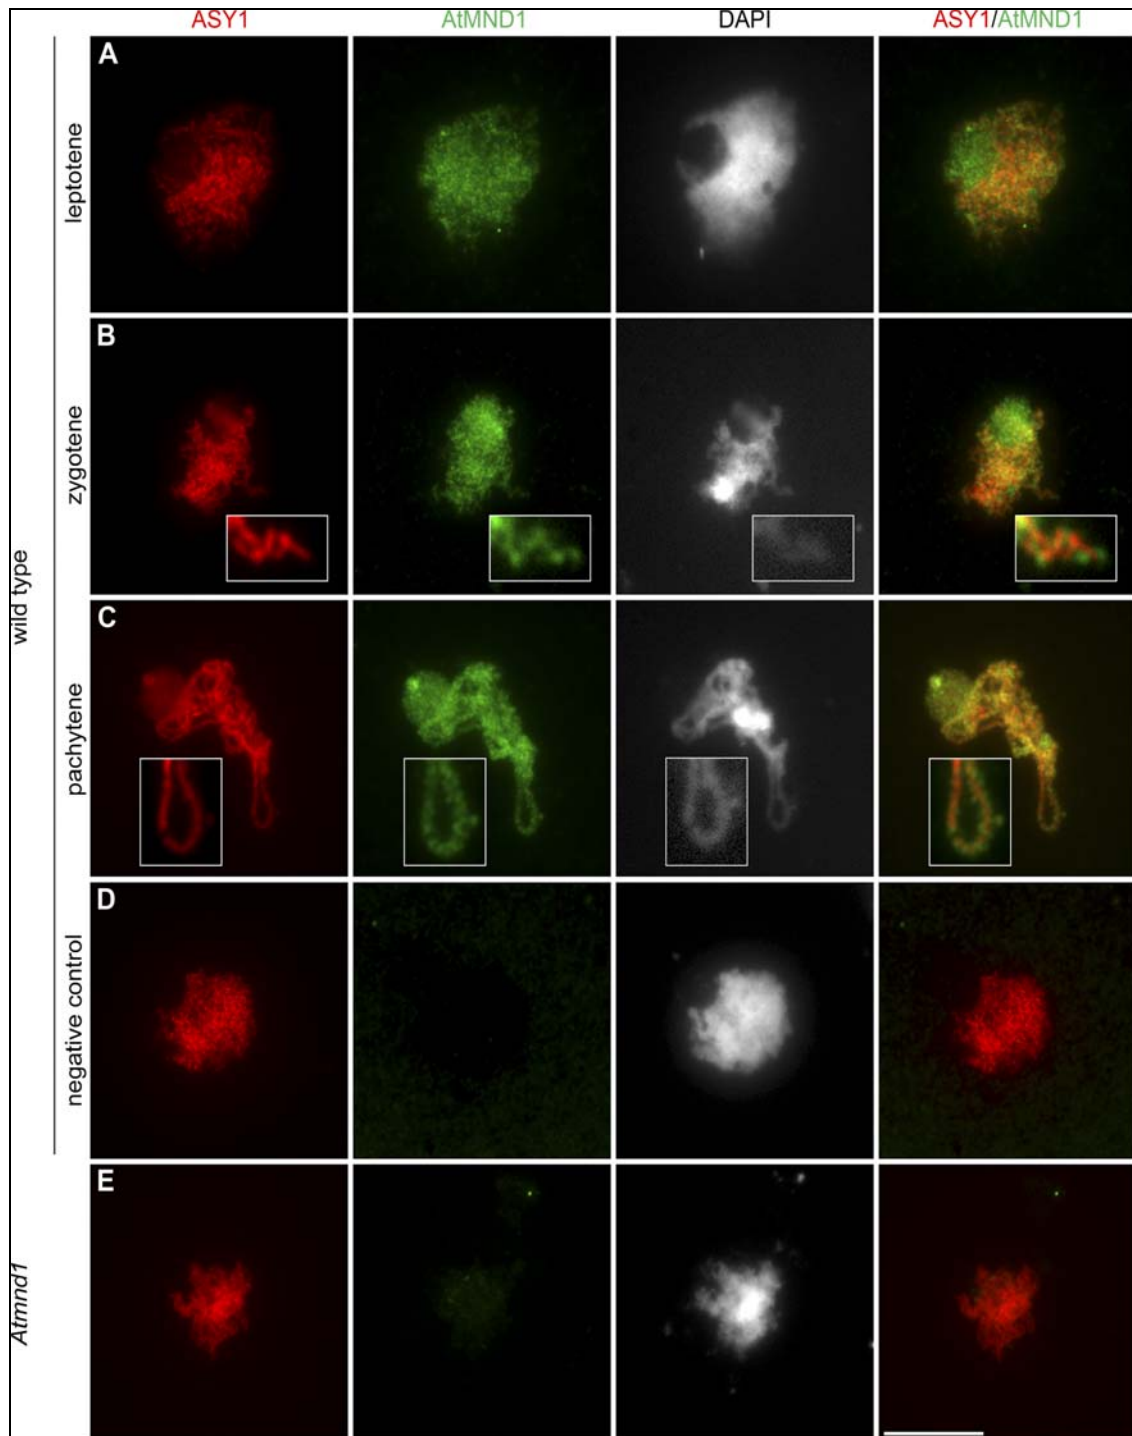 ASY1 AtMND1 DAPI ASY1/AtMND1
wild type
leptotene
A
zygotene
B
pachytene
C
negative control
D
Atmnd1
E